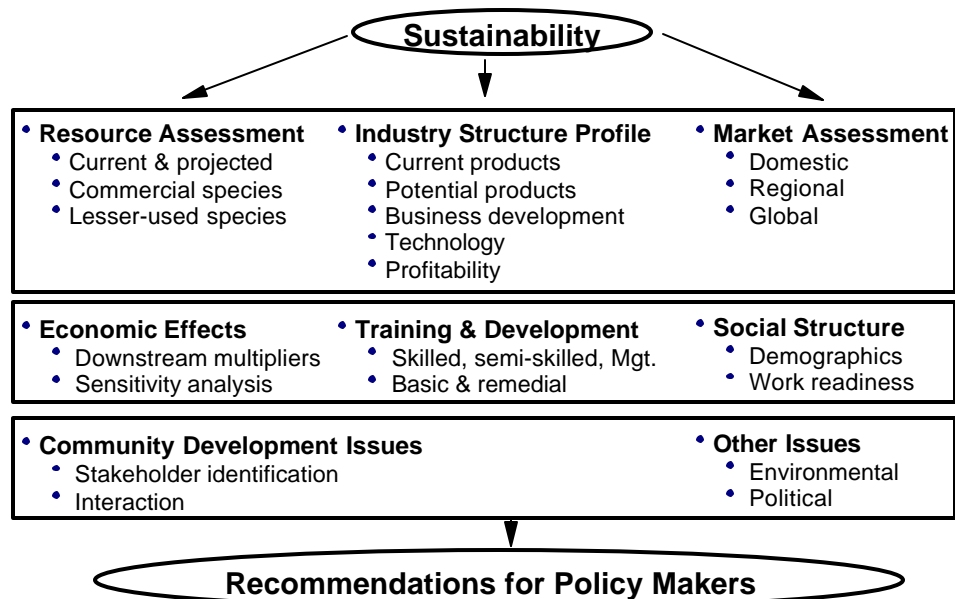 Sustainability
• Resource Assessment
• Current & projected
• Commercial species
• Lesser-used species
• Industry Structure Profile
• Current products
• Potential products
• Business development
• Technology
• Profitability
• Market Assessment
• Domestic
• Regional
• Global
• Economic Effects
• Downstream multipliers
• Sensitivity analysis
• Training & Development
• Skilled, semi-skilled, Mgt.
• Basic & remedial
• Social Structure
• Demographics
• Work readiness
• Community Development Issues
• Stakeholder identification
• Interaction
• Other Issues
• Environmental
• Political
Recommendations for Policy Makers